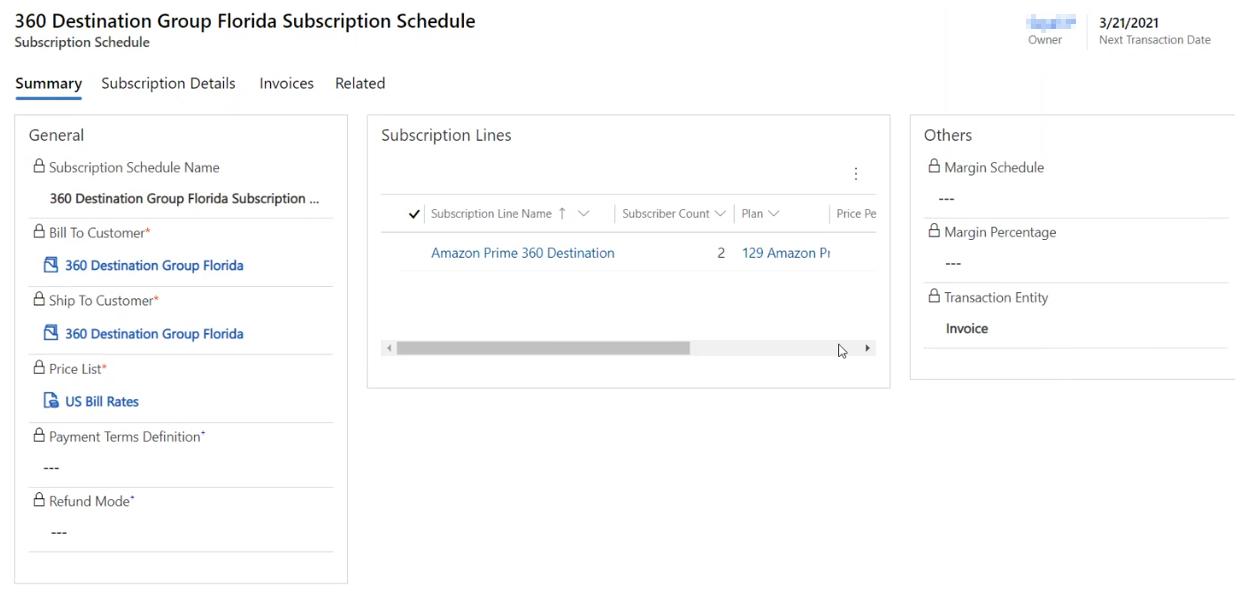 360 Destination Group Florida Subscription Schedule
Subscription Schedule
3/21/2021
Owner
Next Transaction Date
Summary Subscription Details Invoices Related
General
Subscription Schedule Name
360 Destination Group Florida Subscription ...
Bill To Customer*
360 Destination Group Florida
Ship To Customer*
360 Destination Group Florida
Price List*
US Bill Rates
Payment Terms Definition+
---
Refund Mode+
---
Subscription Lines
Subscription Line Name Subscriber Count Plan Price Pe
Amazon Prime 360 Destination 2 129 Amazon Pr
Others
Margin Schedule
---
Margin Percentage
---
Transaction Entity
Invoice